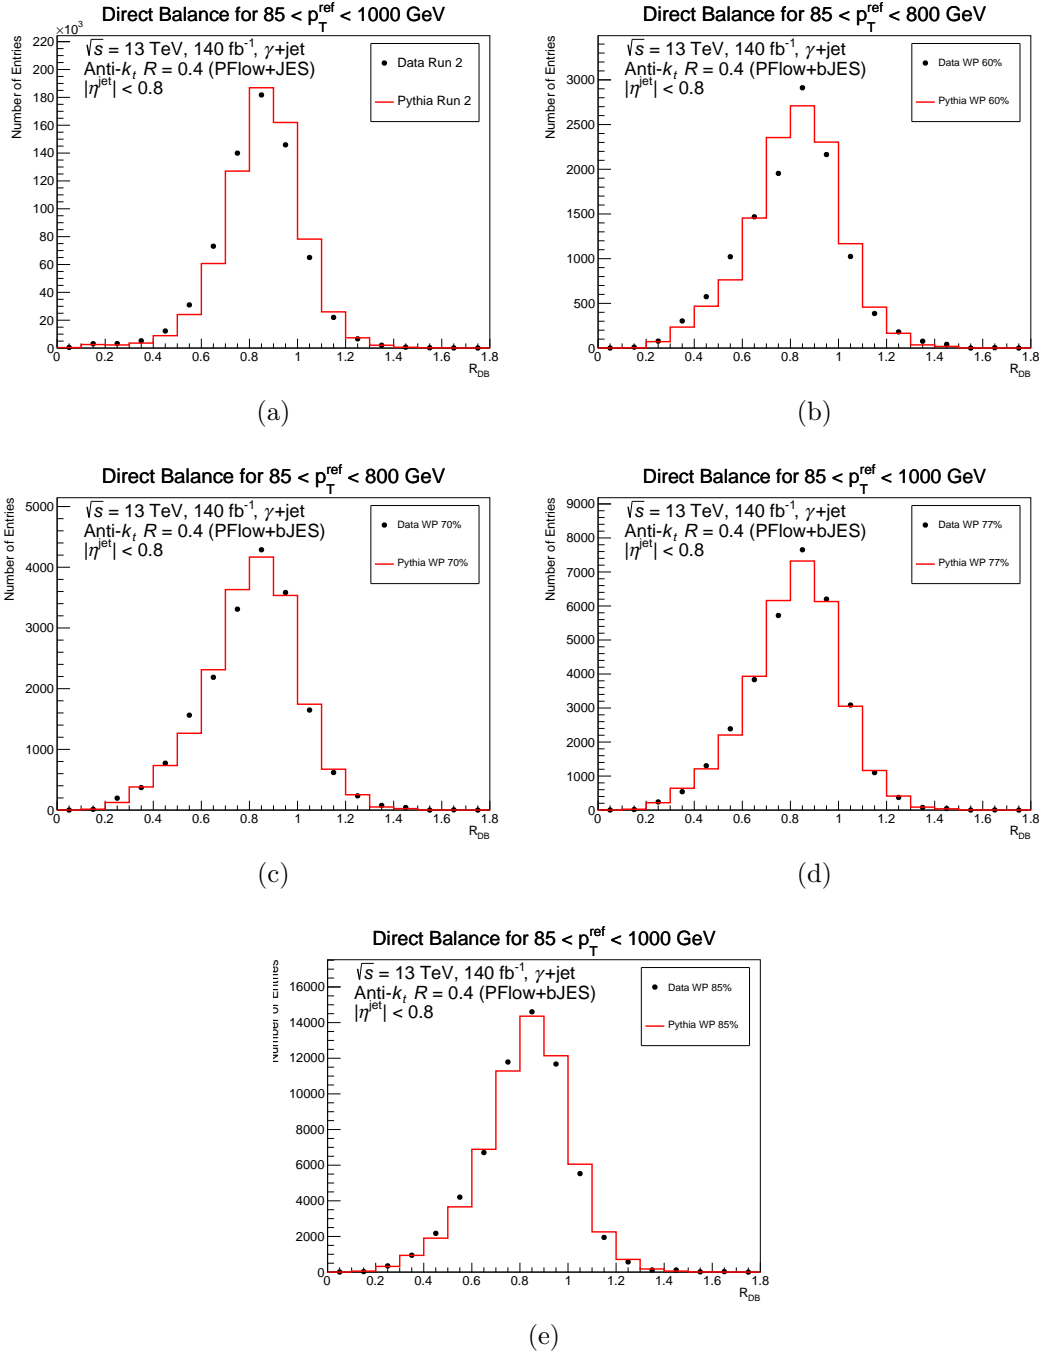 Direct Balance for 85 < p_T^ref < 1000 GeV
×10³
Number of Entries
220
200
180
160
140
120
100
80
60
40
20
0
√s = 13 TeV, 140 fb⁻¹, γ+jet
Anti-k_t R = 0.4 (PFlow+JES)
|η^jet| < 0.8
Data Run 2
Pythia Run 2
0 0.2 0.4 0.6 0.8 1 1.2 1.4 1.6 1.8
R_DB
(a)
Direct Balance for 85 < p_T^ref < 800 GeV
Number of Entries
3000
2500
2000
1500
1000
500
0
√s = 13 TeV, 140 fb⁻¹, γ+jet
Anti-k_t R = 0.4 (PFlow+bJES)
|η^jet| < 0.8
Data WP 60%
Pythia WP 60%
0 0.2 0.4 0.6 0.8 1 1.2 1.4 1.6 1.8
R_DB
(b)
Direct Balance for 85 < p_T^ref < 800 GeV
Number of Entries
5000
4000
3000
2000
1000
0
√s = 13 TeV, 140 fb⁻¹, γ+jet
Anti-k_t R = 0.4 (PFlow+bJES)
|η^jet| < 0.8
Data WP 70%
Pythia WP 70%
0 0.2 0.4 0.6 0.8 1 1.2 1.4 1.6 1.8
R_DB
(c)
Direct Balance for 85 < p_T^ref < 1000 GeV
Number of Entries
9000
8000
7000
6000
5000
4000
3000
2000
1000
0
√s = 13 TeV, 140 fb⁻¹, γ+jet
Anti-k_t R = 0.4 (PFlow+bJES)
|η^jet| < 0.8
Data WP 77%
Pythia WP 77%
0 0.2 0.4 0.6 0.8 1 1.2 1.4 1.6 1.8
R_DB
(d)
Direct Balance for 85 < p_T^ref < 1000 GeV
Number of Entries
16000
14000
12000
10000
8000
6000
4000
2000
0
√s = 13 TeV, 140 fb⁻¹, γ+jet
Anti-k_t R = 0.4 (PFlow+bJES)
|η^jet| < 0.8
Data WP 85%
Pythia WP 85%
0 0.2 0.4 0.6 0.8 1 1.2 1.4 1.6 1.8
R_DB
(e)